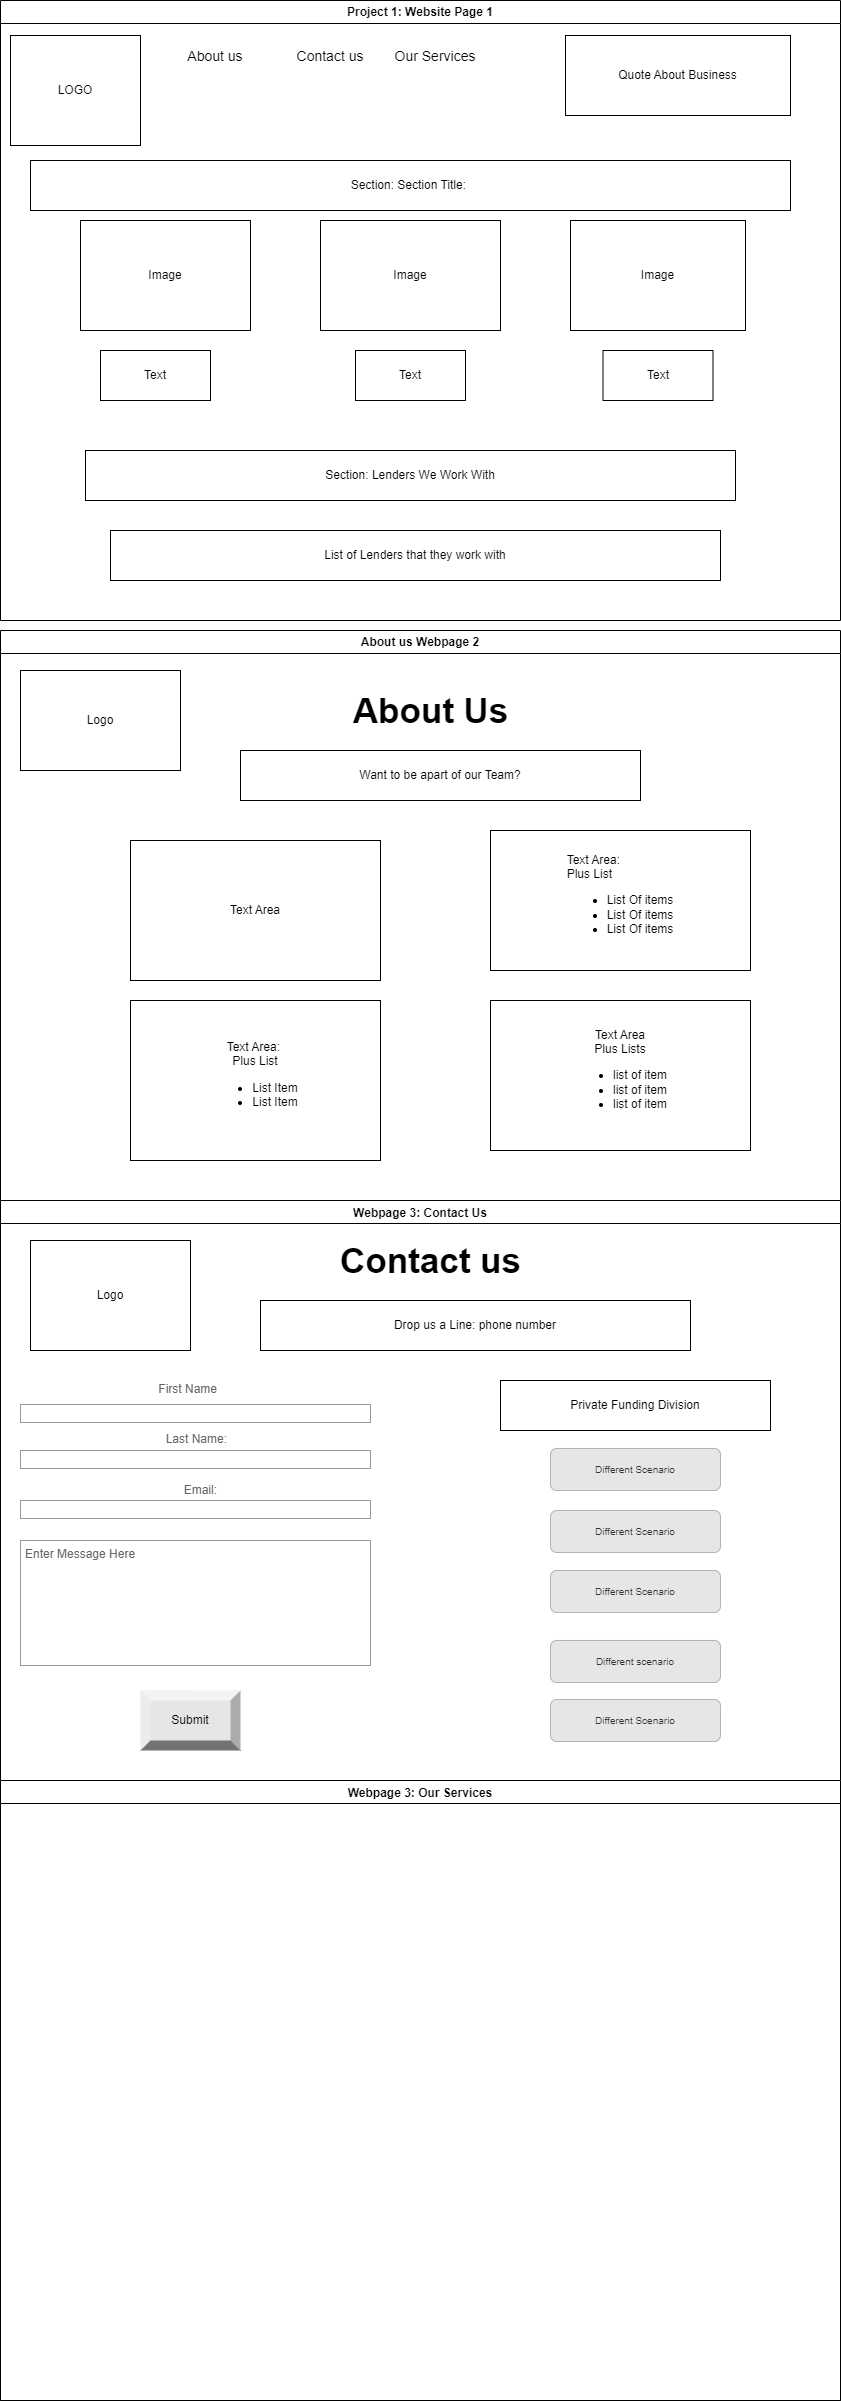 Project 1: Website Page 1
LOGO
About us
Contact us
Our Services
Quote About Business
Section: Section Title:
Image
Image
Image
Text
Text
Text
Section: Lenders We Work With
List of Lenders that they work with
About us Webpage 2
Logo
About Us
Want to be apart of our Team?
Text Area
Text Area:
Plus List
• List Of items
• List Of items
• List Of items
Text Area:
Plus List
• List Item
• List Item
Text Area
Plus Lists
• list of item
• list of item
• list of item
Webpage 3: Contact Us
Logo
Contact us
Drop us a Line: phone number
First Name
Last Name:
Email:
Enter Message Here
Submit
Private Funding Division
Different Scenario
Different Scenario
Different Scenario
Different scenario
Different Scenario
Webpage 3: Our Services